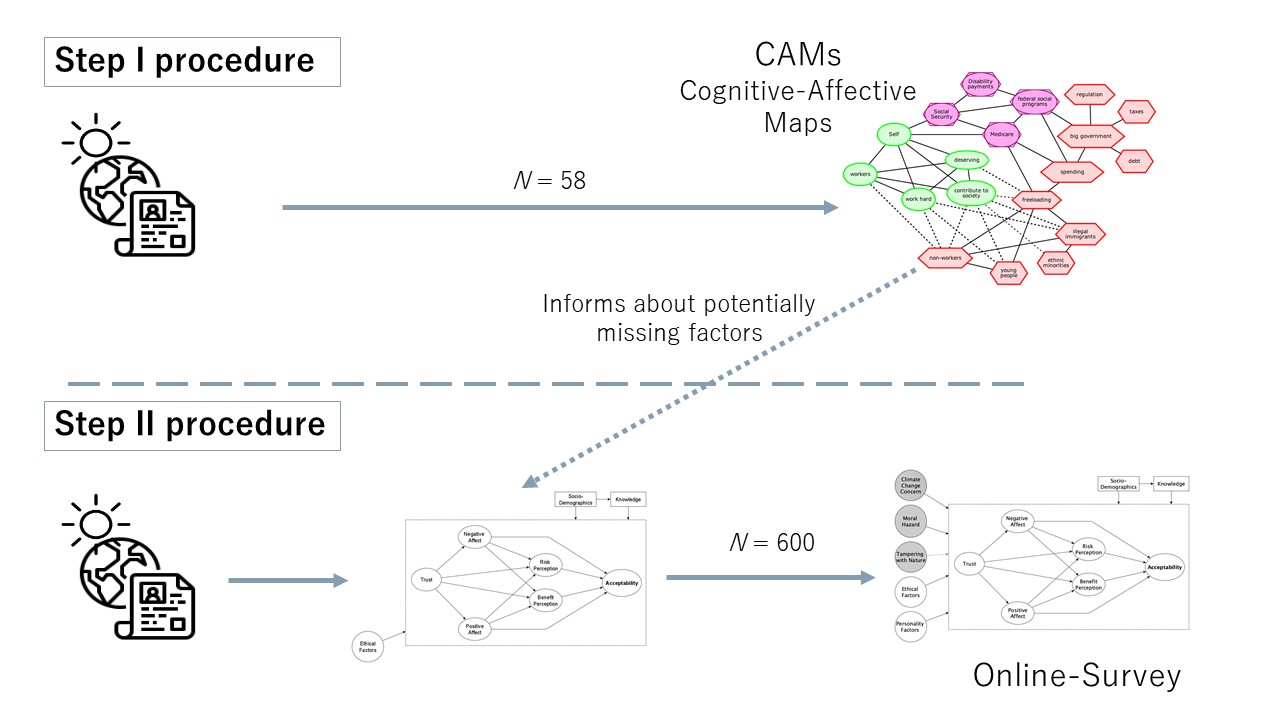 Step I procedure
CAMs
Cognitive-Affective
Maps
N = 58
Disability
payments
federal social
programs
regulation
taxes
Social
Security
Self
Medicare
big government
debt
deserving
workers
spending
work hard
contribute to
society
freeloading
illegal
immigrants
non-workers
young
people
ethnic
minorities
Informs about potentially
missing factors
Step II procedure
Socio-
Demographics
Knowledge
Negative
Affect
Risk
Perception
Trust
Acceptability
Benefit
Perception
Positive
Affect
Ethical
Factors
N = 600
Climate
Change
Concern
Moral
Hazard
Tampering
with Nature
Ethical
Factors
Personality
Factors
Socio-
Demographics
Knowledge
Negative
Affect
Risk
Perception
Trust
Acceptability
Benefit
Perception
Positive
Affect
Online-Survey